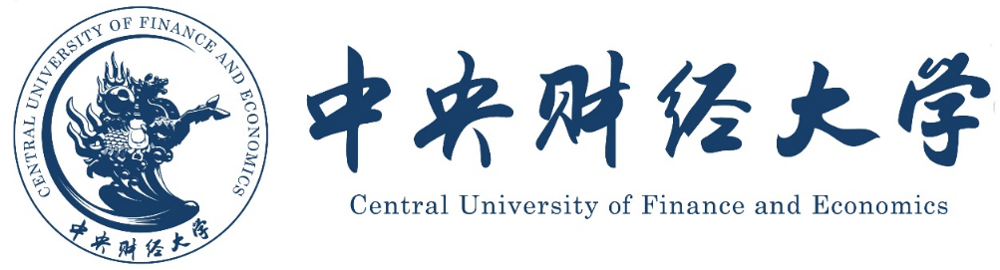 CENTRAL UNIVERSITY OF FINANCE AND ECONOMICS
中央财经大学
中央财经大学
Central University of Finance and Economics